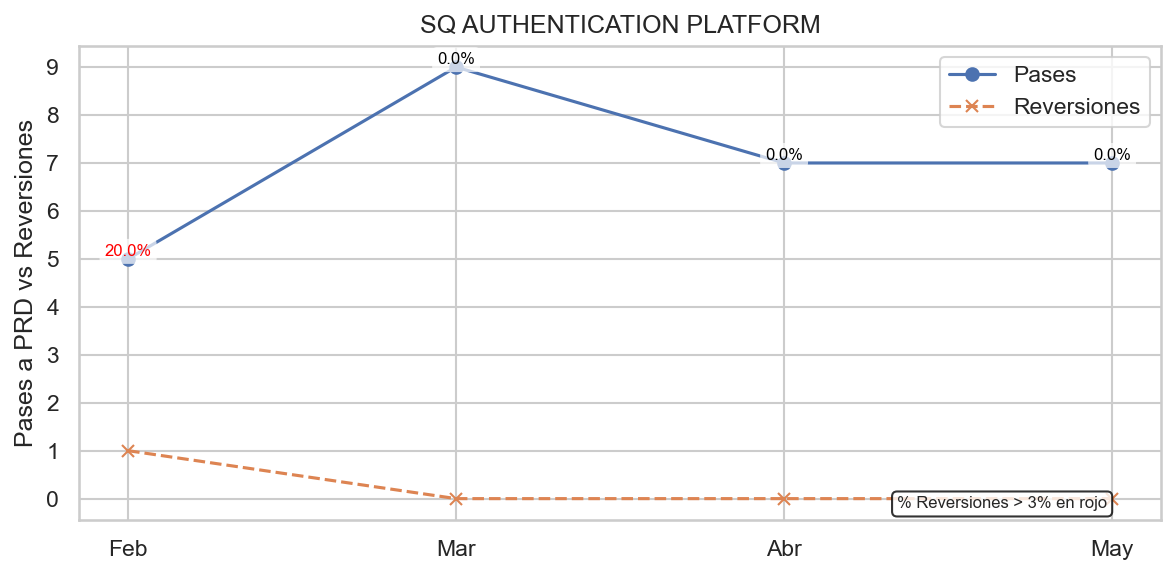 SQ AUTHENTICATION PLATFORM
Pases a PRD vs Reversiones
9
8
7
6
5
4
3
2
1
0
20.0%
0.0%
0.0%
0.0%
Pases
Reversiones
% Reversiones > 3% en rojo
Feb
Mar
Abr
May